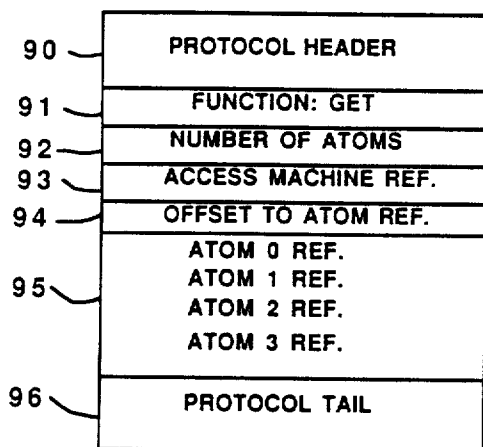 90 PROTOCOL HEADER
91 FUNCTION: GET
92 NUMBER OF ATOMS
93 ACCESS MACHINE REF.
94 OFFSET TO ATOM REF.
ATOM 0 REF.
ATOM 1 REF.
95 ATOM 2 REF.
ATOM 3 REF.
96 PROTOCOL TAIL